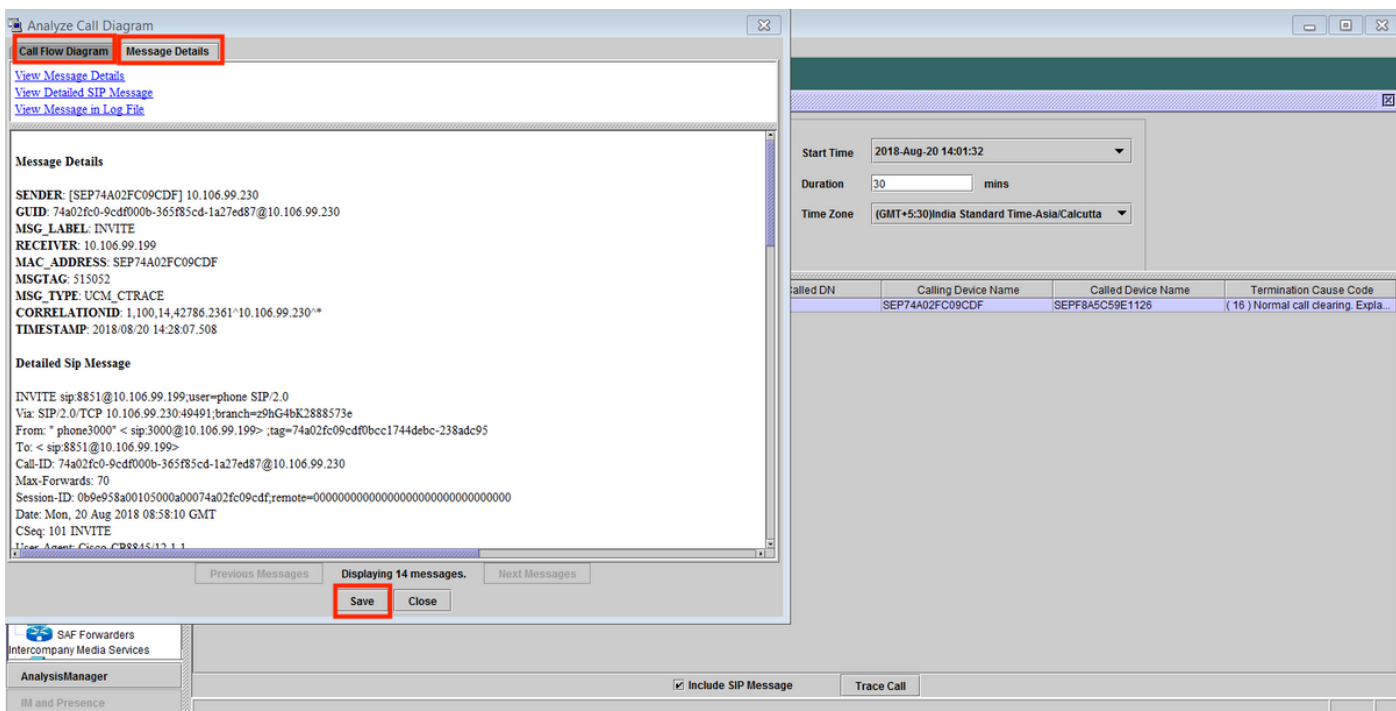 Analyze Call Diagram
Call Flow Diagram
Message Details
View Message Details
View Detailed SIP Message
View Message in Log File
Message Details
SENDER: [SEP74A02FC09CDF] 10.106.99.230
GUID: 74a02fc0-9cdf000b-365f85cd-1a27ed87@10.106.99.230
MSG_LABEL: INVITE
RECEIVER: 10.106.99.199
MAC_ADDRESS: SEP74A02FC09CDF
MSGTAG: 515052
MSG_TYPE: UCM_CTRACE
CORRELATIONID: 1,100,14,42786.2361^10.106.99.230^*
TIMESTAMP: 2018/08/20 14:28:07.508
Detailed Sip Message
INVITE sip:8851@10.106.99.199;user=phone SIP/2.0
Via: SIP/2.0/TCP 10.106.99.230:49491;branch=z9hG4bK2888573e
From: " phone3000" < sip:3000@10.106.99.199> ;tag=74a02fc09cdf0bcc1744debc-238adc95
To: < sip:8851@10.106.99.199>
Call-ID: 74a02fc0-9cdf000b-365f85cd-1a27ed87@10.106.99.230
Max-Forwards: 70
Session-ID: 0b9e958a00105000a00074a02fc09cdf;remote=00000000000000000000000000000000
Date: Mon, 20 Aug 2018 08:58:10 GMT
CSeq: 101 INVITE
User-Agent: Cisco-CP8845/12.1.1
Previous Messages
Displaying 14 messages.
Next Messages
Save
Close
Start Time
2018-Aug-20 14:01:32
Duration
30
mins
Time Zone
(GMT+5:30)India Standard Time-Asia/Calcutta
Called DN
Calling Device Name
Called Device Name
Termination Cause Code
SEP74A02FC09CDF
SEPF8A5C59E1126
( 16 ) Normal call clearing. Expla...
SAF Forwarders
Intercompany Media Services
AnalysisManager
IM and Presence
Include SIP Message
Trace Call